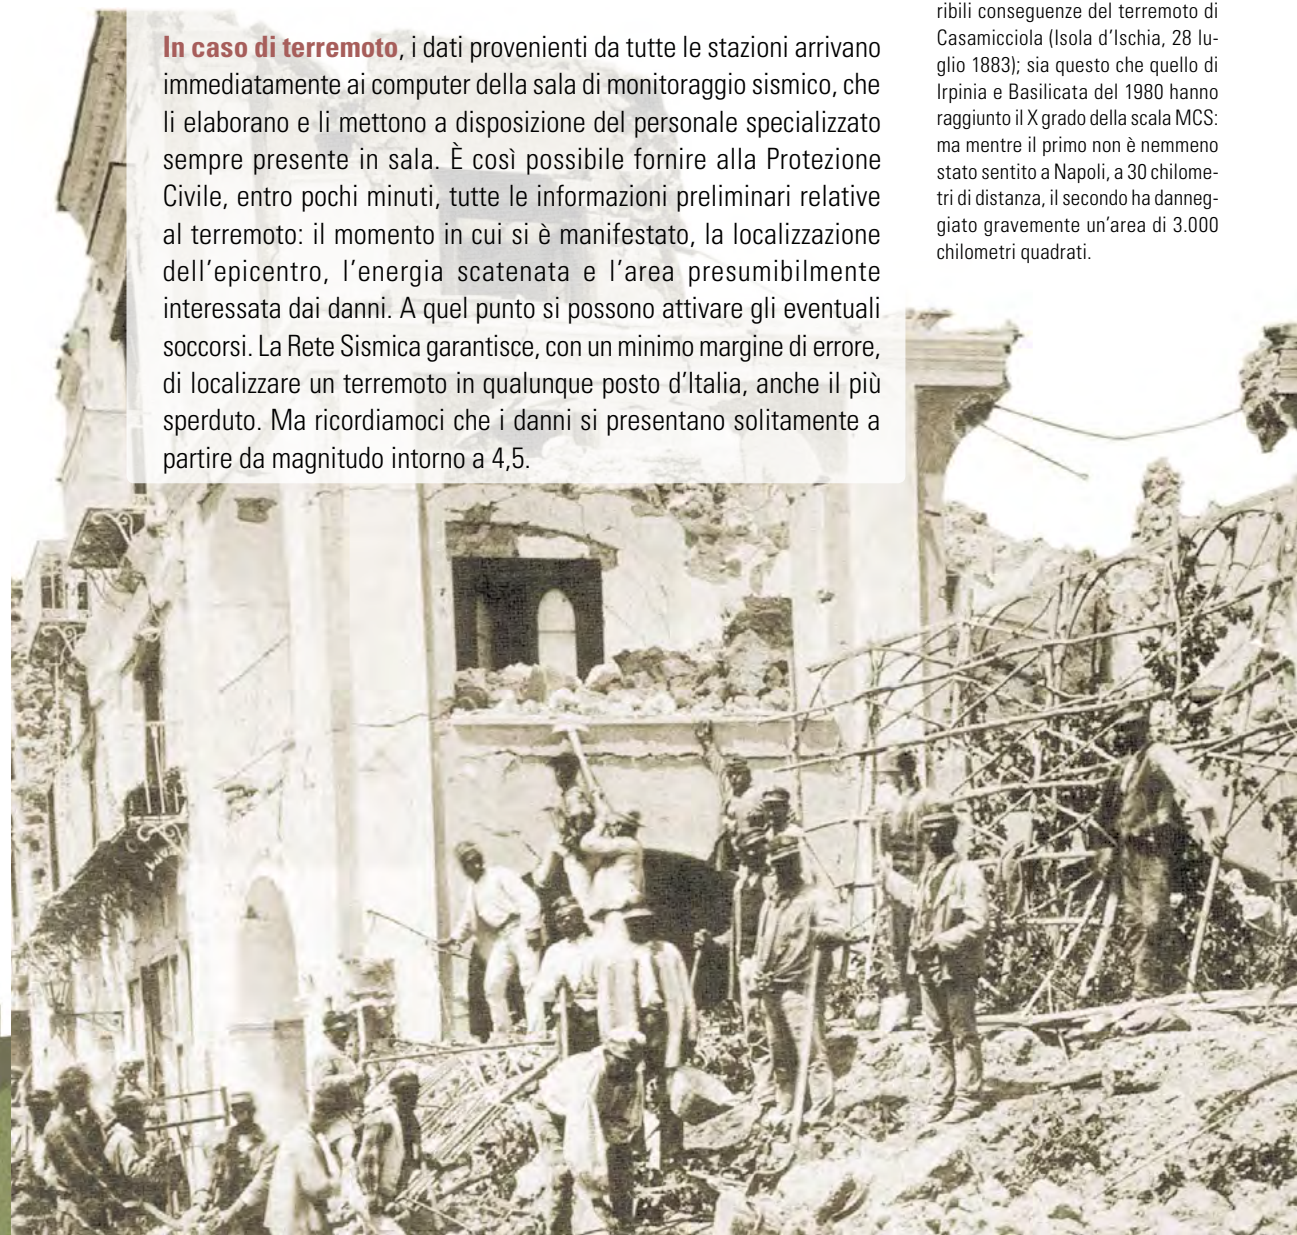 In caso di terremoto, i dati provenienti da tutte le stazioni arrivano
immediatamente ai computer della sala di monitoraggio sismico, che
li elaborano e li mettono a disposizione del personale specializzato
sempre presente in sala. È così possibile fornire alla Protezione
Civile, entro pochi minuti, tutte le informazioni preliminari relative
al terremoto: il momento in cui si è manifestato, la localizzazione
dell'epicentro, l'energia scatenata e l'area presumibilmente
interessata dai danni. A quel punto si possono attivare gli eventuali
soccorsi. La Rete Sismica garantisce, con un minimo margine di errore,
di localizzare un terremoto in qualunque posto d'Italia, anche il più
sperduto. Ma ricordiamoci che i danni si presentano solitamente a
partire da magnitudo intorno a 4,5.
ribili conseguenze del terremoto di
Casamicciola (Isola d'Ischia, 28 lu-
glio 1883); sia questo che quello di
Irpinia e Basilicata del 1980 hanno
raggiunto il X grado della scala MCS:
ma mentre il primo non è nemmeno
stato sentito a Napoli, a 30 chilome-
tri di distanza, il secondo ha danneg-
giato gravemente un'area di 3.000
chilometri quadrati.